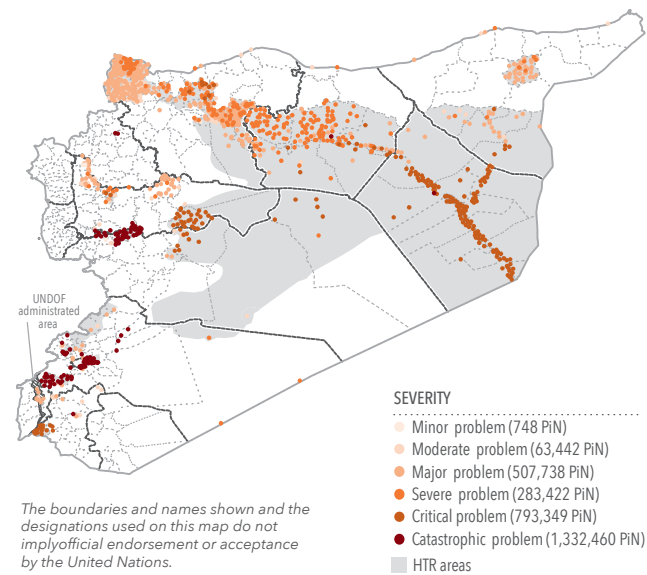 UNDOF
administrated
area
SEVERITY
Minor problem (748 PiN)
Moderate problem (63,442 PiN)
Major problem (507,738 PiN)
Severe problem (283,422 PiN)
Critical problem (793,349 PiN)
Catastrophic problem (1,332,460 PiN)
HTR areas
The boundaries and names shown and the
designations used on this map do not
implyofficial endorsement or acceptance
by the United Nations.